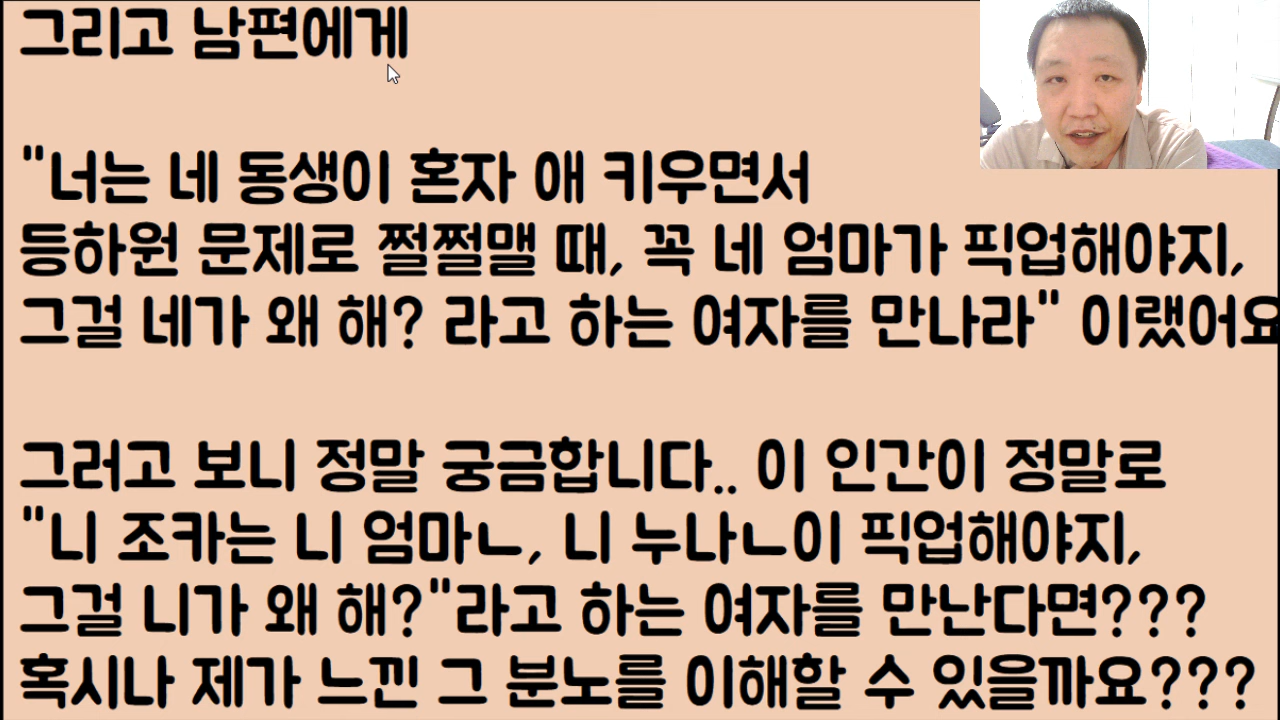 그리고 남편에게
"너는 네 동생이 혼자 애 키우면서
등하원 문제로 쩔쩔맬 때, 꼭 네 엄마가 픽업해야지,
그걸 네가 왜 해? 라고 하는 여자를 만나라" 이랬어요
그러고 보니 정말 궁금합니다.. 이 인간이 정말로
"니 조카는 니 엄마ㄴ, 니 누나ㄴ이 픽업해야지,
그걸 니가 왜 해?"라고 하는 여자를 만난다면???
혹시나 제가 느낀 그 분노를 이해할 수 있을까요???